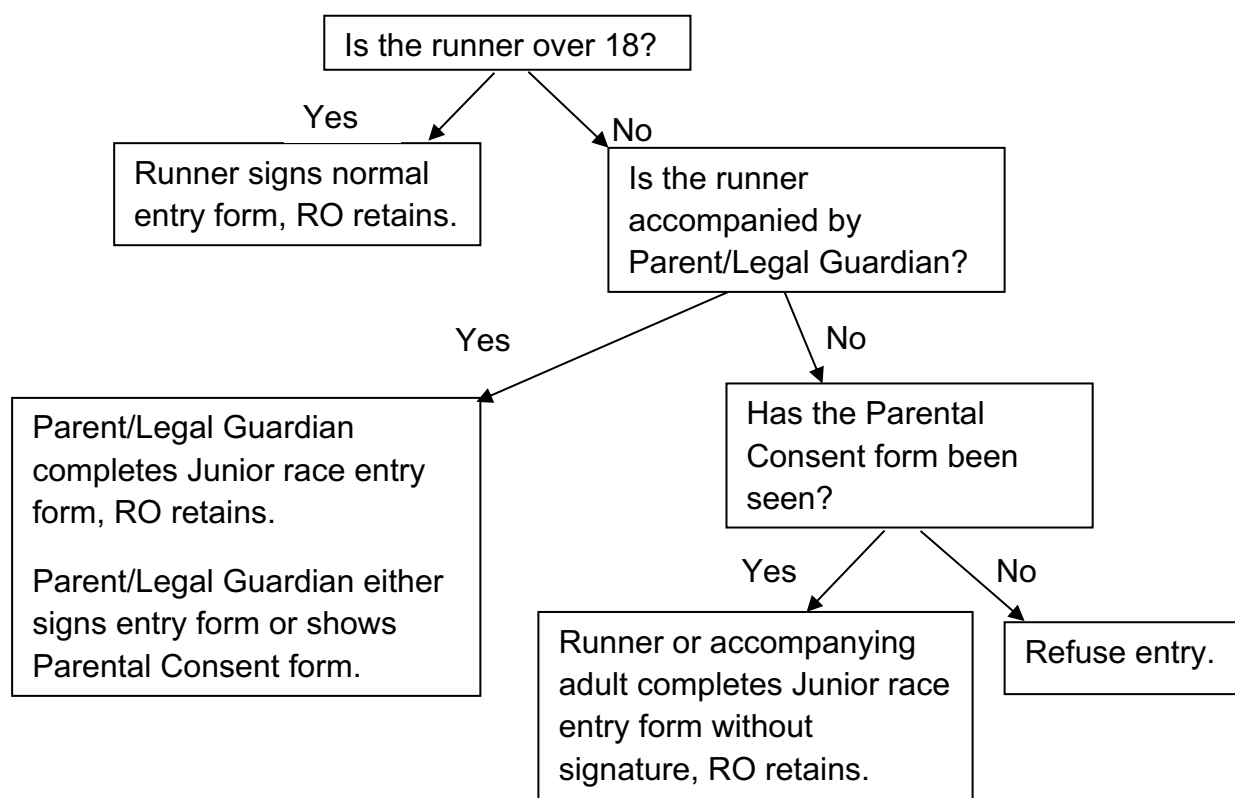 Is the runner over 18?
Yes
No
Runner signs normal
entry form, RO retains.
Is the runner
accompanied by
Parent/Legal Guardian?
Yes
No
Parent/Legal Guardian
completes Junior race entry
form, RO retains.
Parent/Legal Guardian either
signs entry form or shows
Parental Consent form.
Has the Parental
Consent form been
seen?
Yes
No
Runner or accompanying
adult completes Junior race
entry form without
signature, RO retains.
Refuse entry.